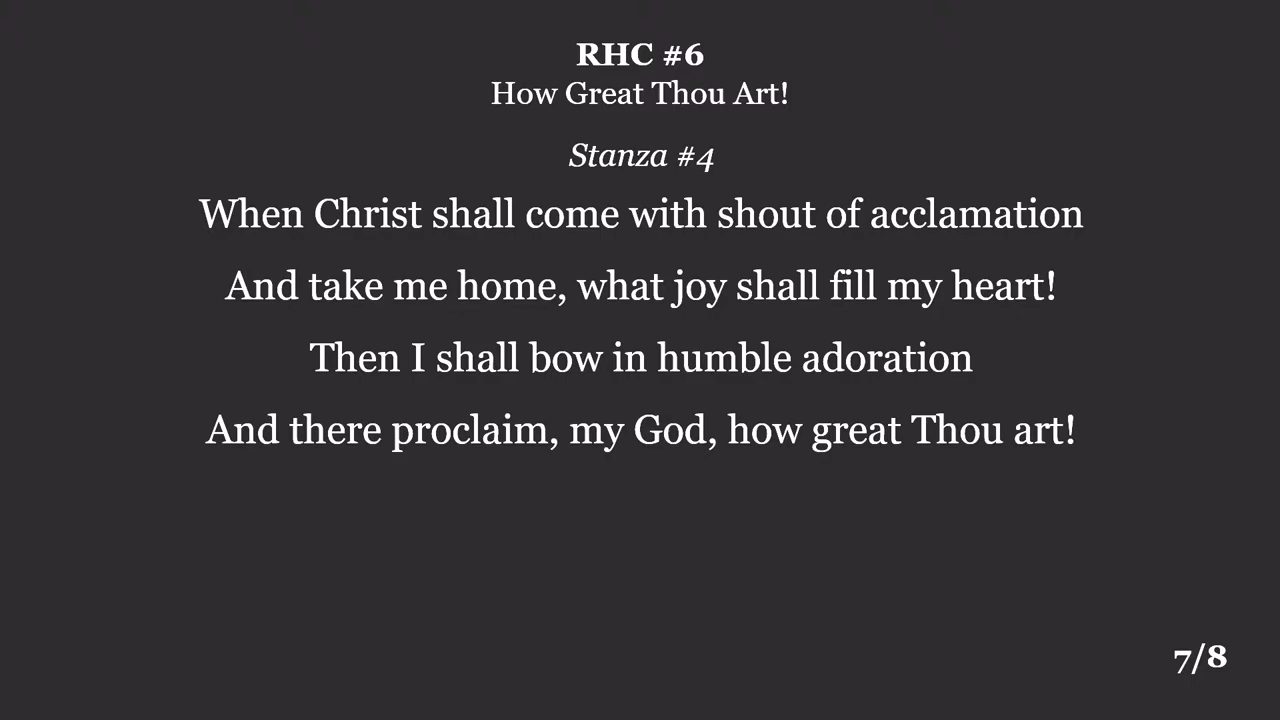 RHC #6
How Great Thou Art!
Stanza #4
When Christ shall come with shout of acclamation
And take me home, what joy shall fill my heart!
Then I shall bow in humble adoration
And there proclaim, my God, how great Thou art!
7/8